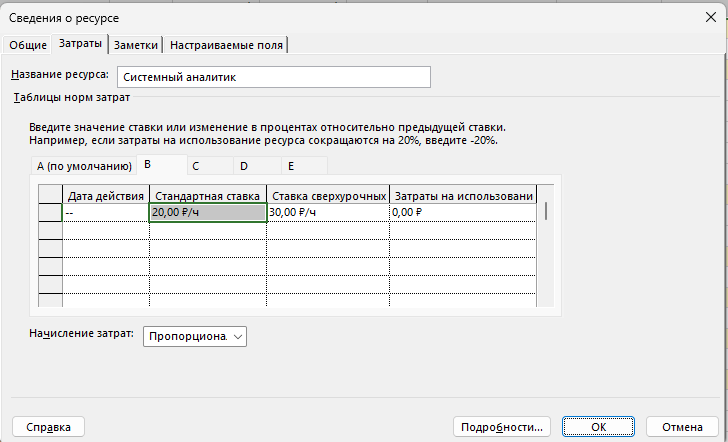 Сведения о ресурсе
Общие Затраты Заметки Настраиваемые поля
Название ресурса: Системный аналитик
Таблицы норм затрат
Введите значение ставки или изменение в процентах относительно предыдущей ставки.
Например, если затраты на использование ресурса сокращаются на 20%, введите -20%.
A (по умолчанию) B C D E
Дата действия Стандартная ставка Ставка сверхурочных Затраты на использовани
-- 20,00 ₽/ч 30,00 ₽/ч 0,00 ₽
Начисление затрат: Пропорциона.
Справка Подробности... ОК Отмена